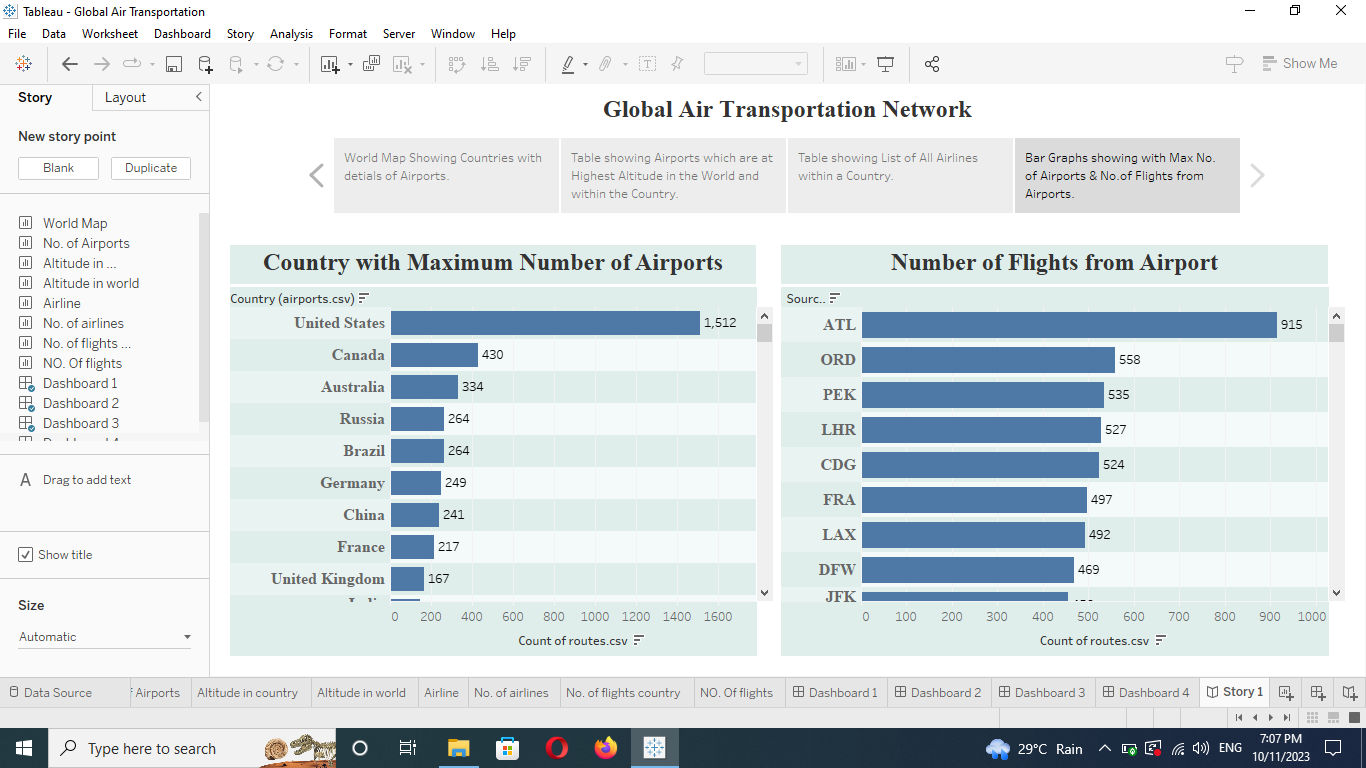 Tableau - Global Air Transportation
File Data Worksheet Dashboard Story Analysis Format Server Window Help
Show Me
Story Layout
New story point
Blank Duplicate
World Map
No. of Airports
Altitude in ...
Altitude in world
Airline
No. of airlines
No. of flights ...
NO. Of flights
Dashboard 1
Dashboard 2
Dashboard 3
A Drag to add text
Show title
Size
Automatic
Global Air Transportation Network
World Map Showing Countries with
detials of Airports.
Table showing Airports which are at
Highest Altitude in the World and
within the Country.
Table showing List of All Airlines
within a Country.
Bar Graphs showing with Max No.
of Airports & No.of Flights from
Airports.
Country with Maximum Number of Airports
Country (airports.csv)
United States 1,512
Canada 430
Australia 334
Russia 264
Brazil 264
Germany 249
China 241
France 217
United Kingdom 167
0 200 400 600 800 1000 1200 1400 1600
Count of routes.csv
Number of Flights from Airport
Sourc..
ATL 915
ORD 558
PEK 535
LHR 527
CDG 524
FRA 497
LAX 492
DFW 469
JFK
0 100 200 300 400 500 600 700 800 900 1000
Count of routes.csv
Data Source Airports Altitude in country Altitude in world Airline No. of airlines No. of flights country NO. Of flights Dashboard 1 Dashboard 2 Dashboard 3 Dashboard 4 Story 1
Type here to search
29°C Rain
ENG
7:07 PM
10/11/2023